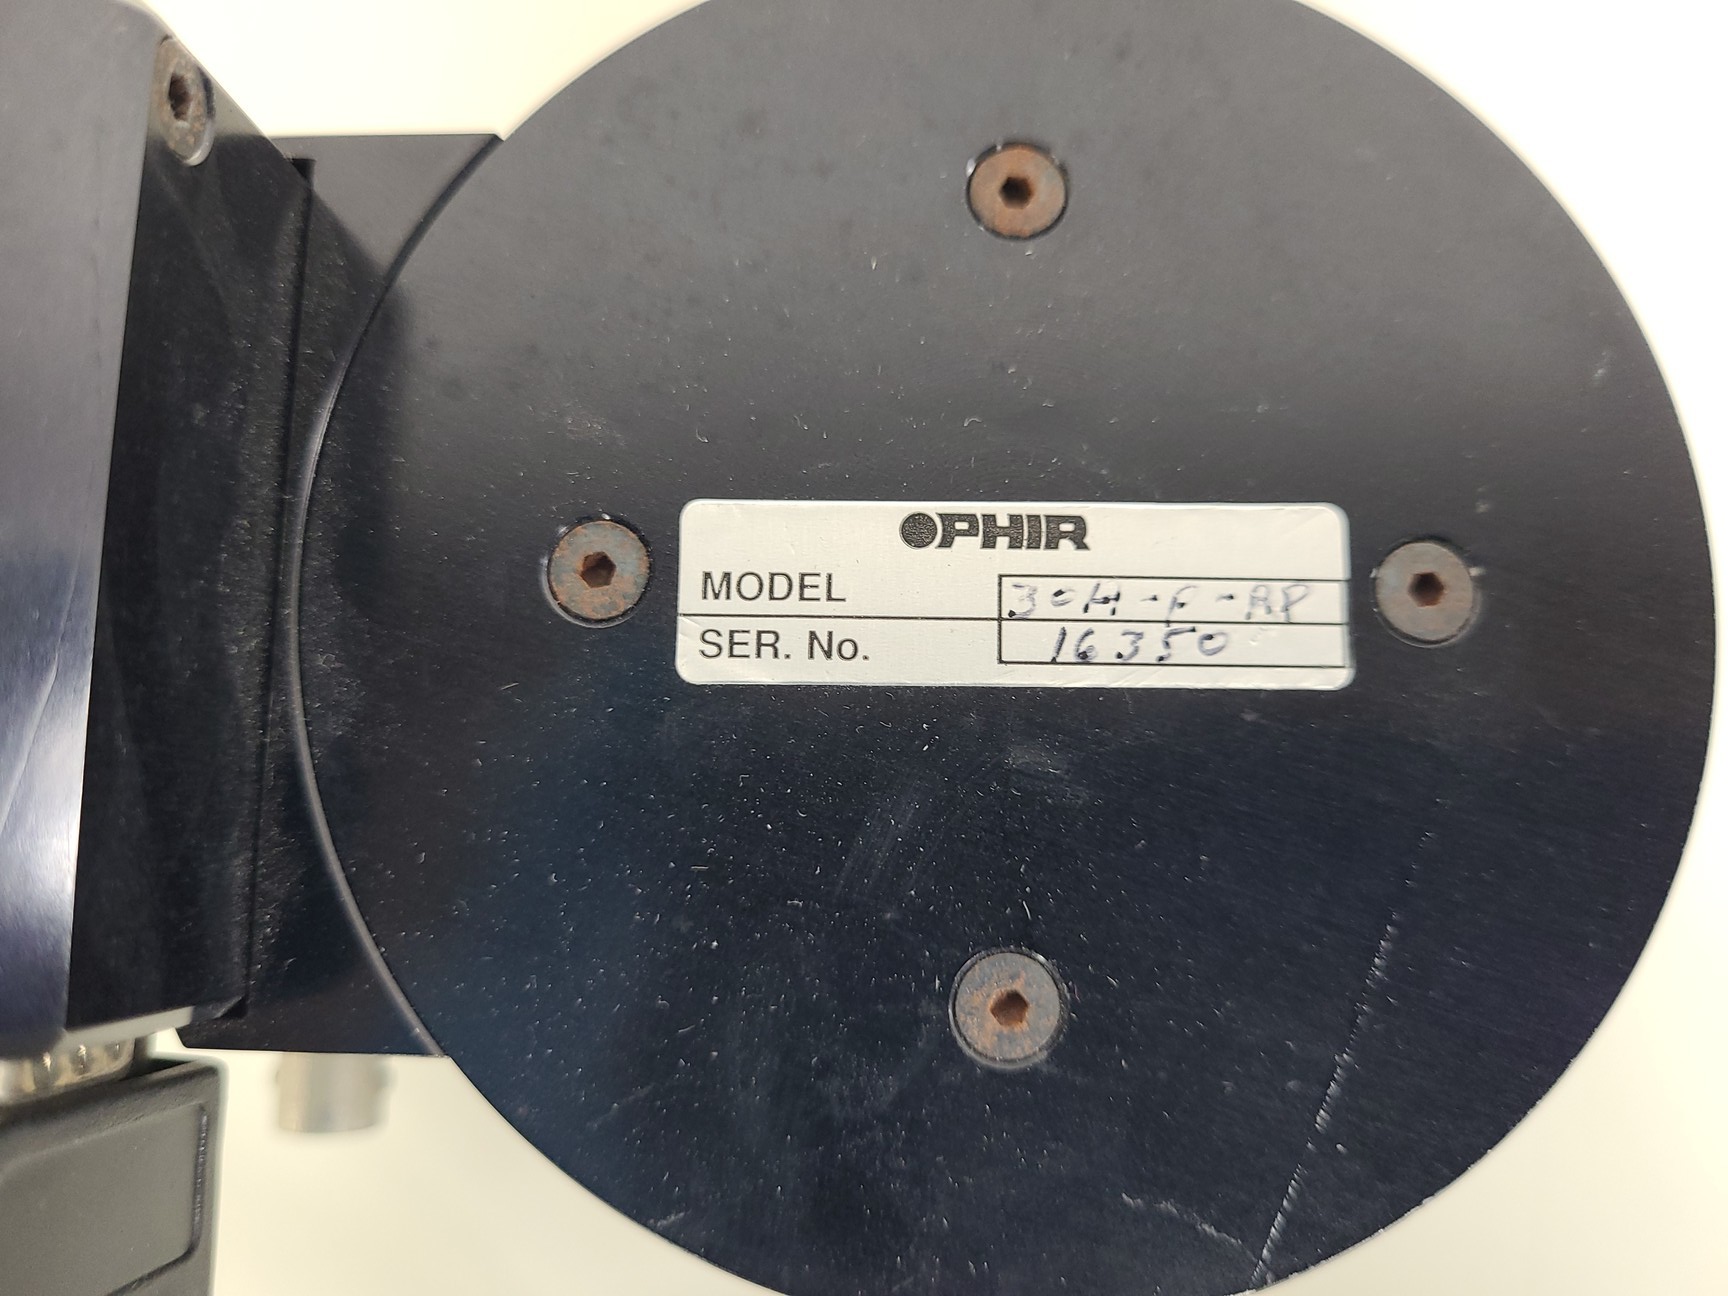 OPHIR
MODEL
SER. No. 16350